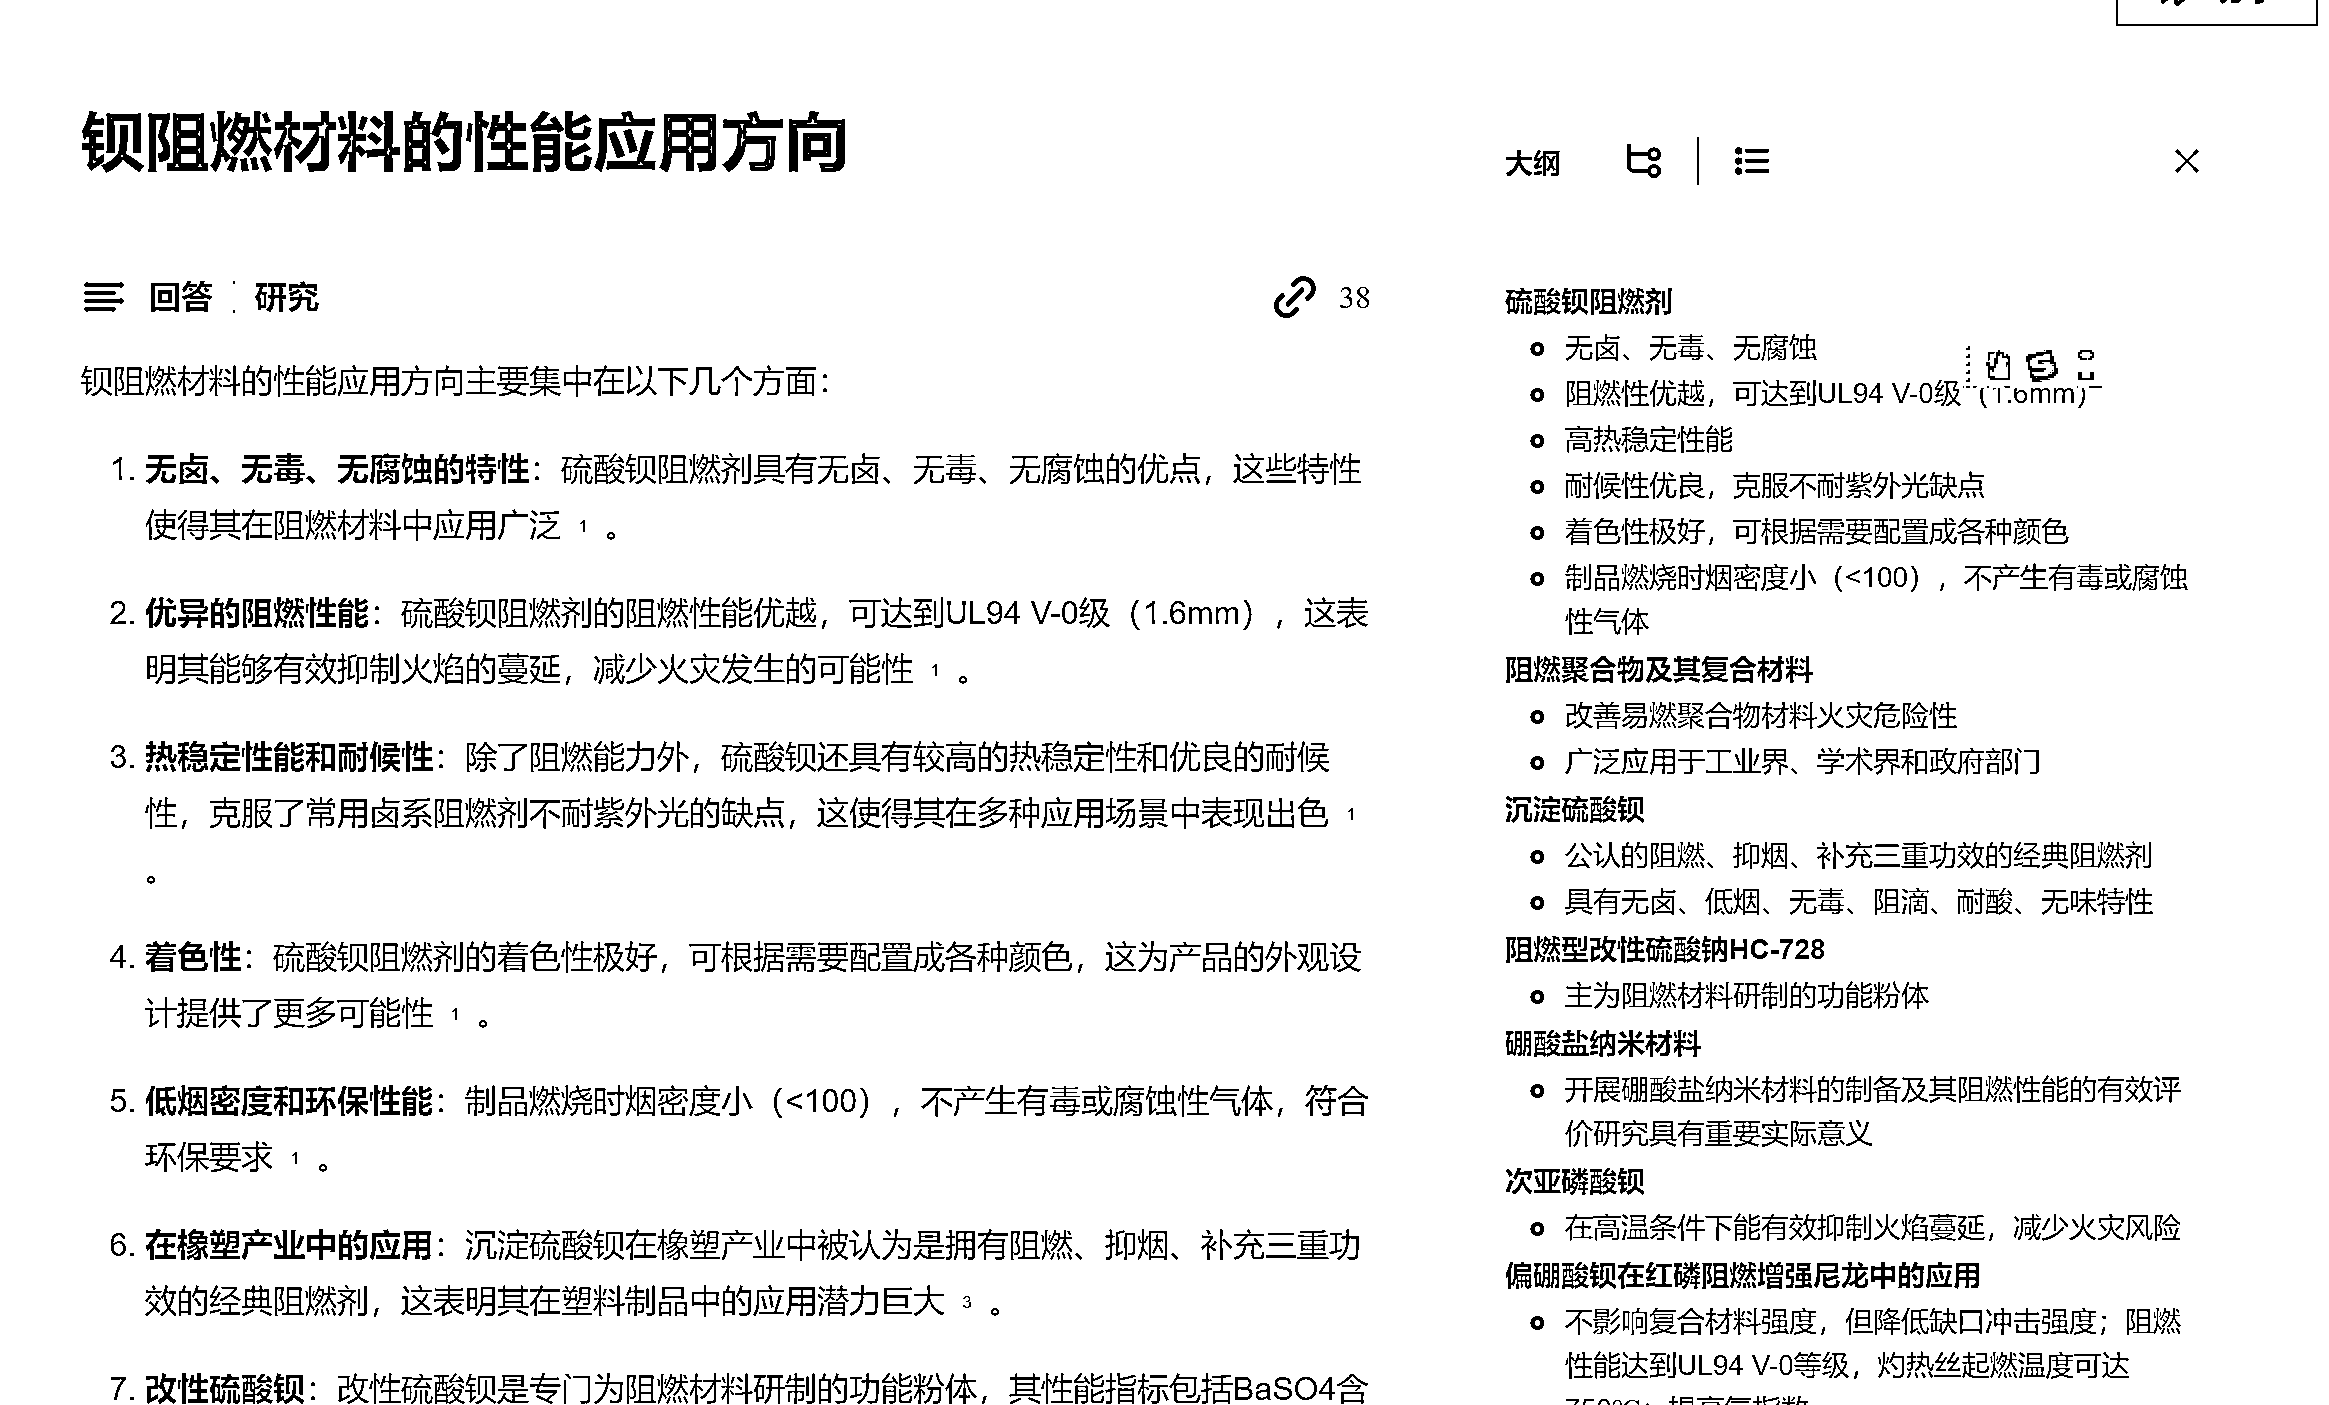 钡阻燃材料的性能应用方向
回答
研究
38
钡阻燃材料的性能应用方向主要集中在以下几个方面：
1. 无卤、无毒、无腐蚀的特性：硫酸钡阻燃剂具有无卤、无毒、无腐蚀的优点，这些特性
使得其在阻燃材料中应用广泛 1 。
2. 优异的阻燃性能：硫酸钡阻燃剂的阻燃性能优越，可达到UL94 V-0级（1.6mm），这表
明其能够有效抑制火焰的蔓延，减少火灾发生的可能性 1 。
3. 热稳定性能和耐候性：除了阻燃能力外，硫酸钡还具有较高的热稳定性和优良的耐候
性，克服了常用卤系阻燃剂不耐紫外光的缺点，这使得其在多种应用场景中表现出色 1
。
4. 着色性：硫酸钡阻燃剂的着色性极好，可根据需要配置成各种颜色，这为产品的外观设
计提供了更多可能性 1 。
5. 低烟密度和环保性能：制品燃烧时烟密度小（<100），不产生有毒或腐蚀性气体，符合
环保要求 1 。
6. 在橡塑产业中的应用：沉淀硫酸钡在橡塑产业中被认为是拥有阻燃、抑烟、补充三重功
效的经典阻燃剂，这表明其在塑料制品中的应用潜力巨大 3 。
7. 改性硫酸钡：改性硫酸钡是专门为阻燃材料研制的功能粉体，其性能指标包括BaSO4含
大纲
硫酸钡阻燃剂
无卤、无毒、无腐蚀
阻燃性优越，可达到UL94 V-0级（1.6mm）
高热稳定性能
耐候性优良，克服不耐紫外光缺点
着色性极好，可根据需要配置成各种颜色
制品燃烧时烟密度小（<100），不产生有毒或腐蚀
性气体
阻燃聚合物及其复合材料
改善易燃聚合物材料火灾危险性
广泛应用于工业界、学术界和政府部门
沉淀硫酸钡
公认的阻燃、抑烟、补充三重功效的经典阻燃剂
具有无卤、低烟、无毒、阻滴、耐酸、无味特性
阻燃型改性硫酸钠HC-728
主为阻燃材料研制的功能粉体
硼酸盐纳米材料
开展硼酸盐纳米材料的制备及其阻燃性能的有效评
价研究具有重要实际意义
次亚磷酸钡
在高温条件下能有效抑制火焰蔓延，减少火灾风险
偏硼酸钡在红磷阻燃增强尼龙中的应用
不影响复合材料强度，但降低缺口冲击强度；阻燃
性能达到UL94 V-0等级，灼热丝起燃温度可达